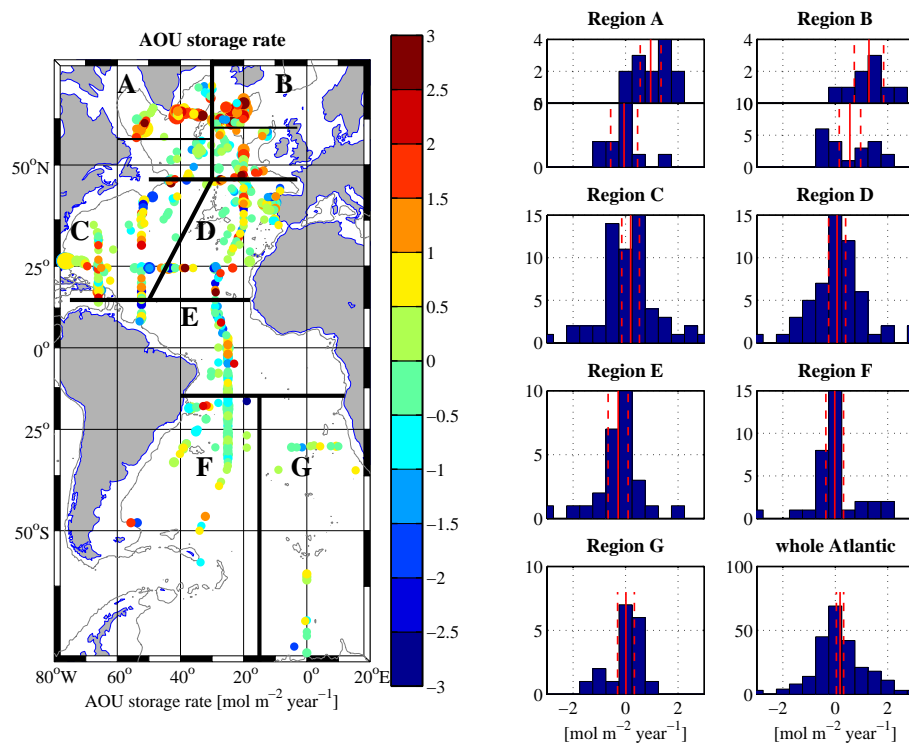 AOU storage rate
A
B
C
D
E
F
G
50°N
25°N
0°
25°S
50°S
80°W
60°W
40°W
20°W
0°
20°E
AOU storage rate [mol m−2 year−1]
3
2.5
2
1.5
1
0.5
0
−0.5
−1
−1.5
−2
−2.5
−3
Region A
Region B
4
2
0
5
0
4
2
0
10
5
0
Region C
Region D
15
10
5
0
15
10
5
0
Region E
Region F
10
5
0
15
10
5
0
Region G
whole Atlantic
10
5
0
100
50
0
−2 0 2
−2 0 2
[mol m−2 year−1]
[mol m−2 year−1]